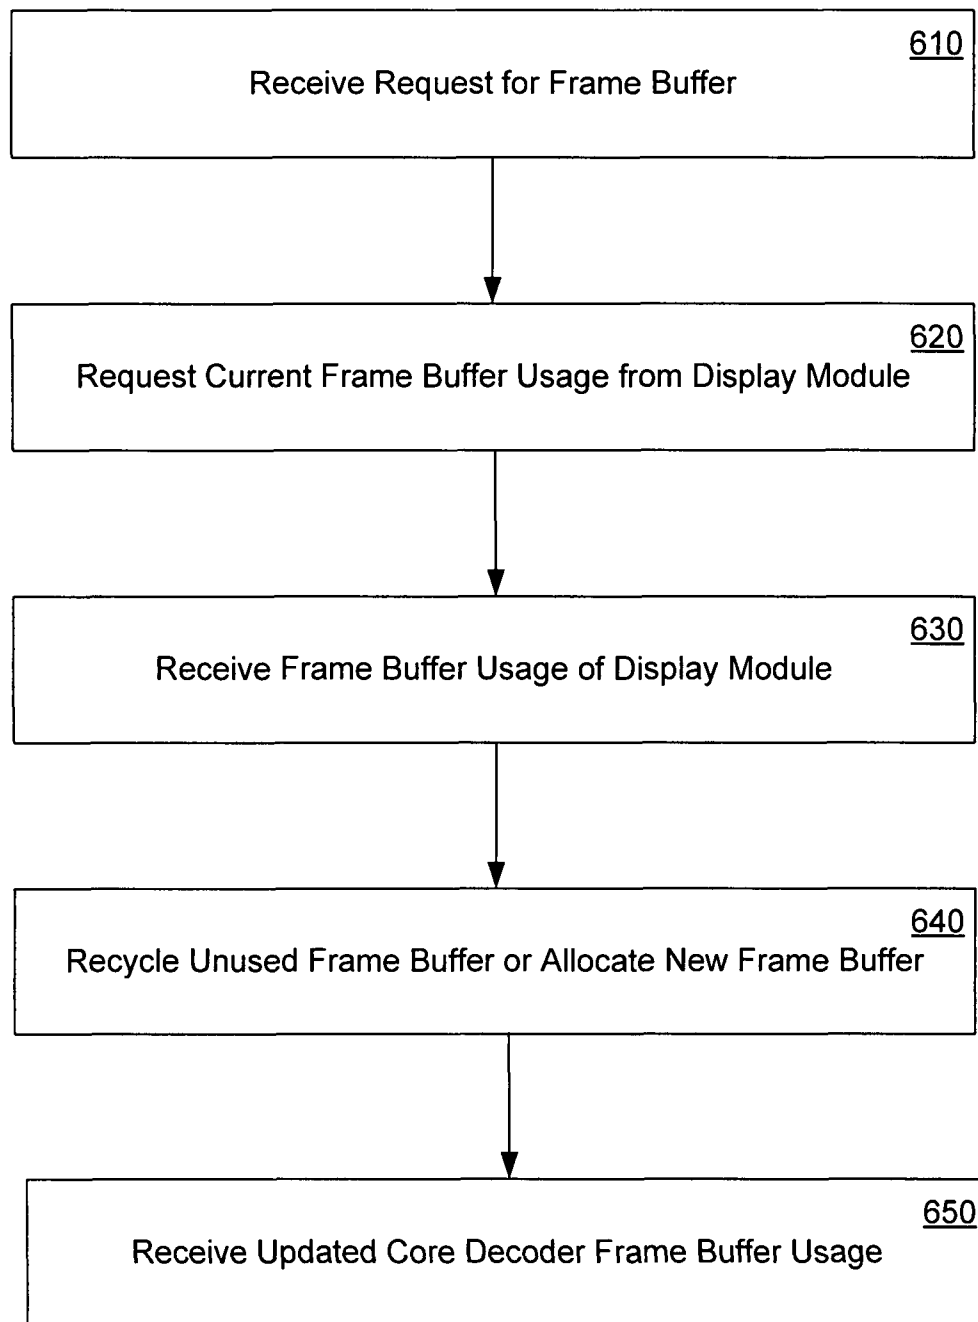 610
Receive Request for Frame Buffer
620
Request Current Frame Buffer Usage from Display Module
630
Receive Frame Buffer Usage of Display Module
640
Recycle Unused Frame Buffer or Allocate New Frame Buffer
650
Receive Updated Core Decoder Frame Buffer Usage